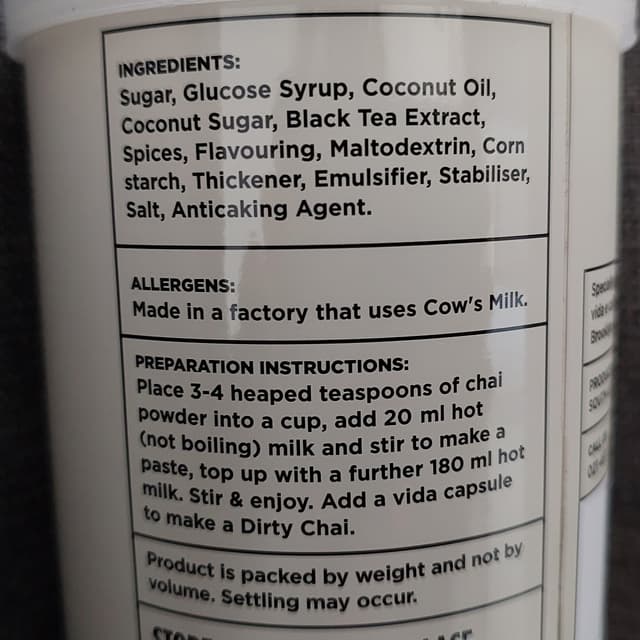 INGREDIENTS:
Sugar, Glucose Syrup, Coconut Oil,
Coconut Sugar, Black Tea Extract,
Spices, Flavouring, Maltodextrin, Corn
starch, Thickener, Emulsifier, Stabiliser,
Salt, Anticaking Agent.
ALLERGENS:
Made in a factory that uses Cow's Milk.
PREPARATION INSTRUCTIONS:
Place 3-4 heaped teaspoons of chai
powder into a cup, add 20 ml hot
(not boiling) milk and stir to make a
paste, top up with a further 180 ml hot
milk. Stir & enjoy. Add a vida capsule
to make a Dirty Chai.
Product is packed by weight and not by
volume. Settling may occur.